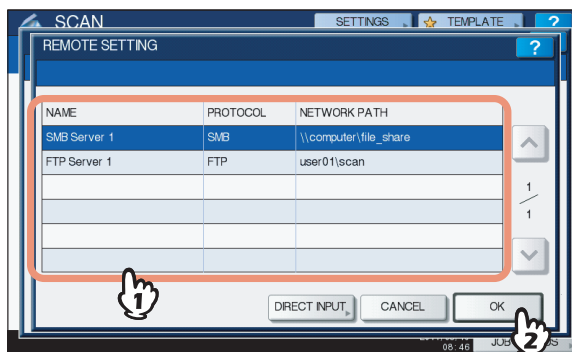 SCAN SETTINGS TEMPLATE ?
REMOTE SETTING ?
NAME PROTOCOL NETWORK PATH
SMB Server 1 SMB \\computer\file_share
FTP Server 1 FTP user01\scan
1
1
1
DIRECT INPUT CANCEL OK
2
08:46 JOB